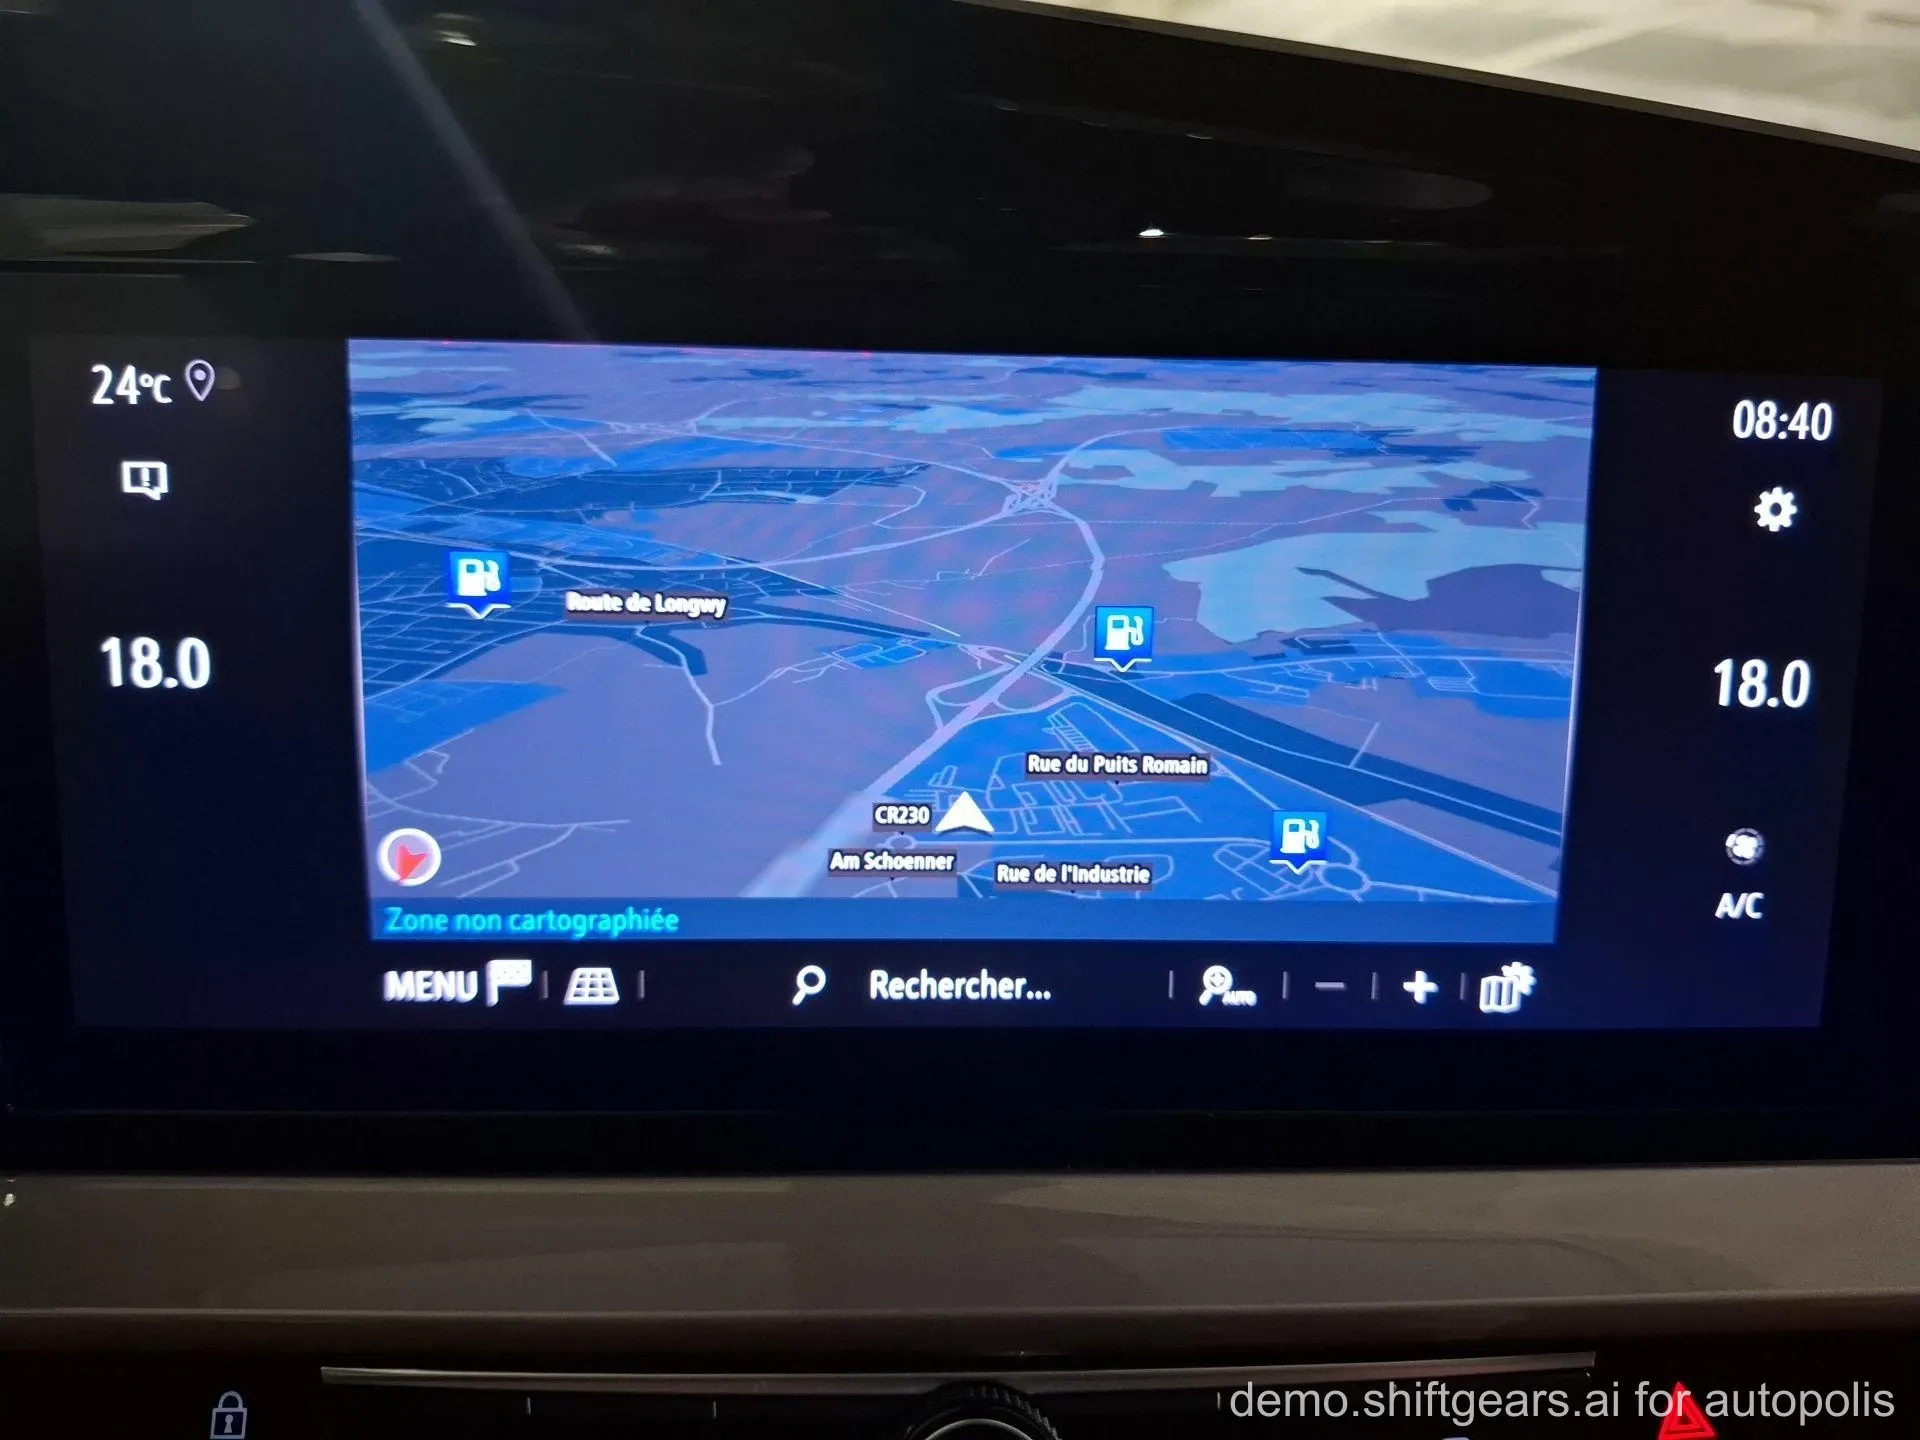 24°C
08:40
Route de Longwy
18.0
18.0
Rue du Puits Romain
CR230
Am Schoenner
Rue de l'Industrie
A/C
Zone non cartographiée
MENU
Rechercher...
AUTO
demo.shiftgears.ai for autopolis